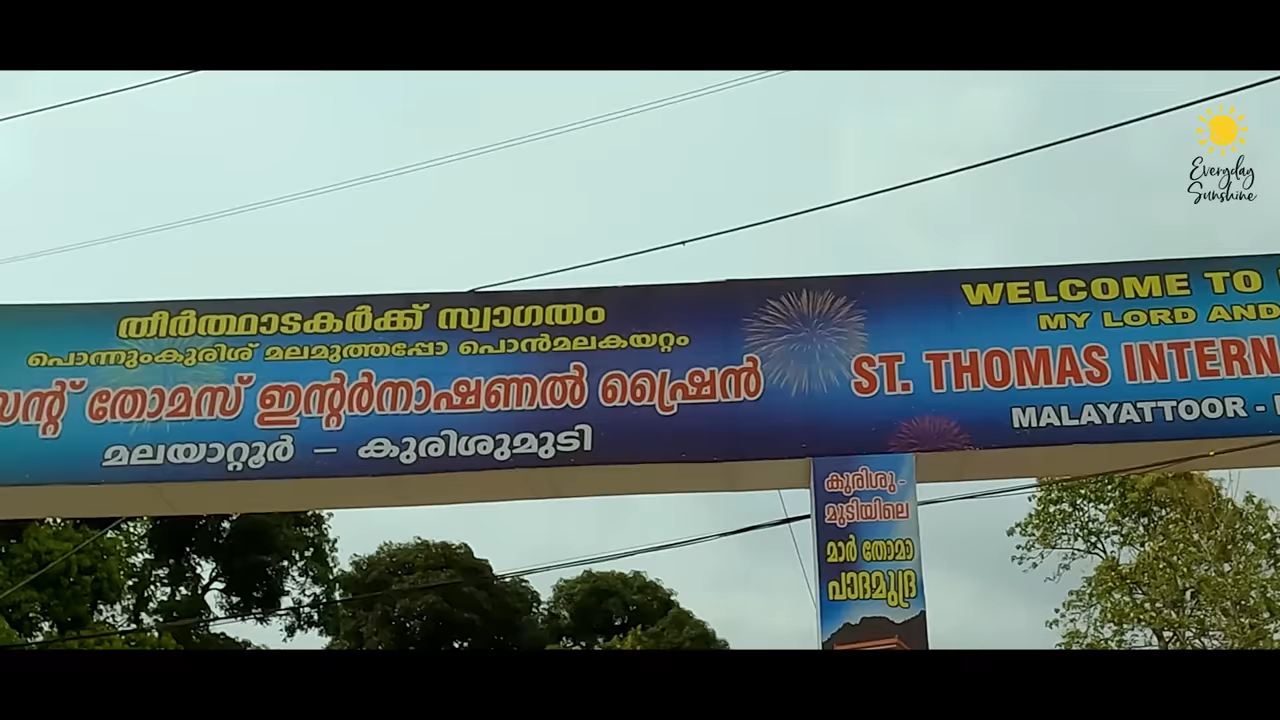 തീർത്ഥാടകർക്ക് സ്വാഗതം
പൊന്നുംകുരിശ് മലമുത്തപ്പോ പൊൻമലകയറ്റം
തോമസ് ഇന്റർനാഷണൽ ഷ്രൈൻ
മലയാറ്റൂർ – കുരിശുമുടി
WELCOME TO
MY LORD AND
ST. THOMAS INTERN
MALAYATTOOR -
കുരിശു-
മുടിയിലെ
മാർ തോമാ
പാദമുദ്ര
Everyday
Sunshine